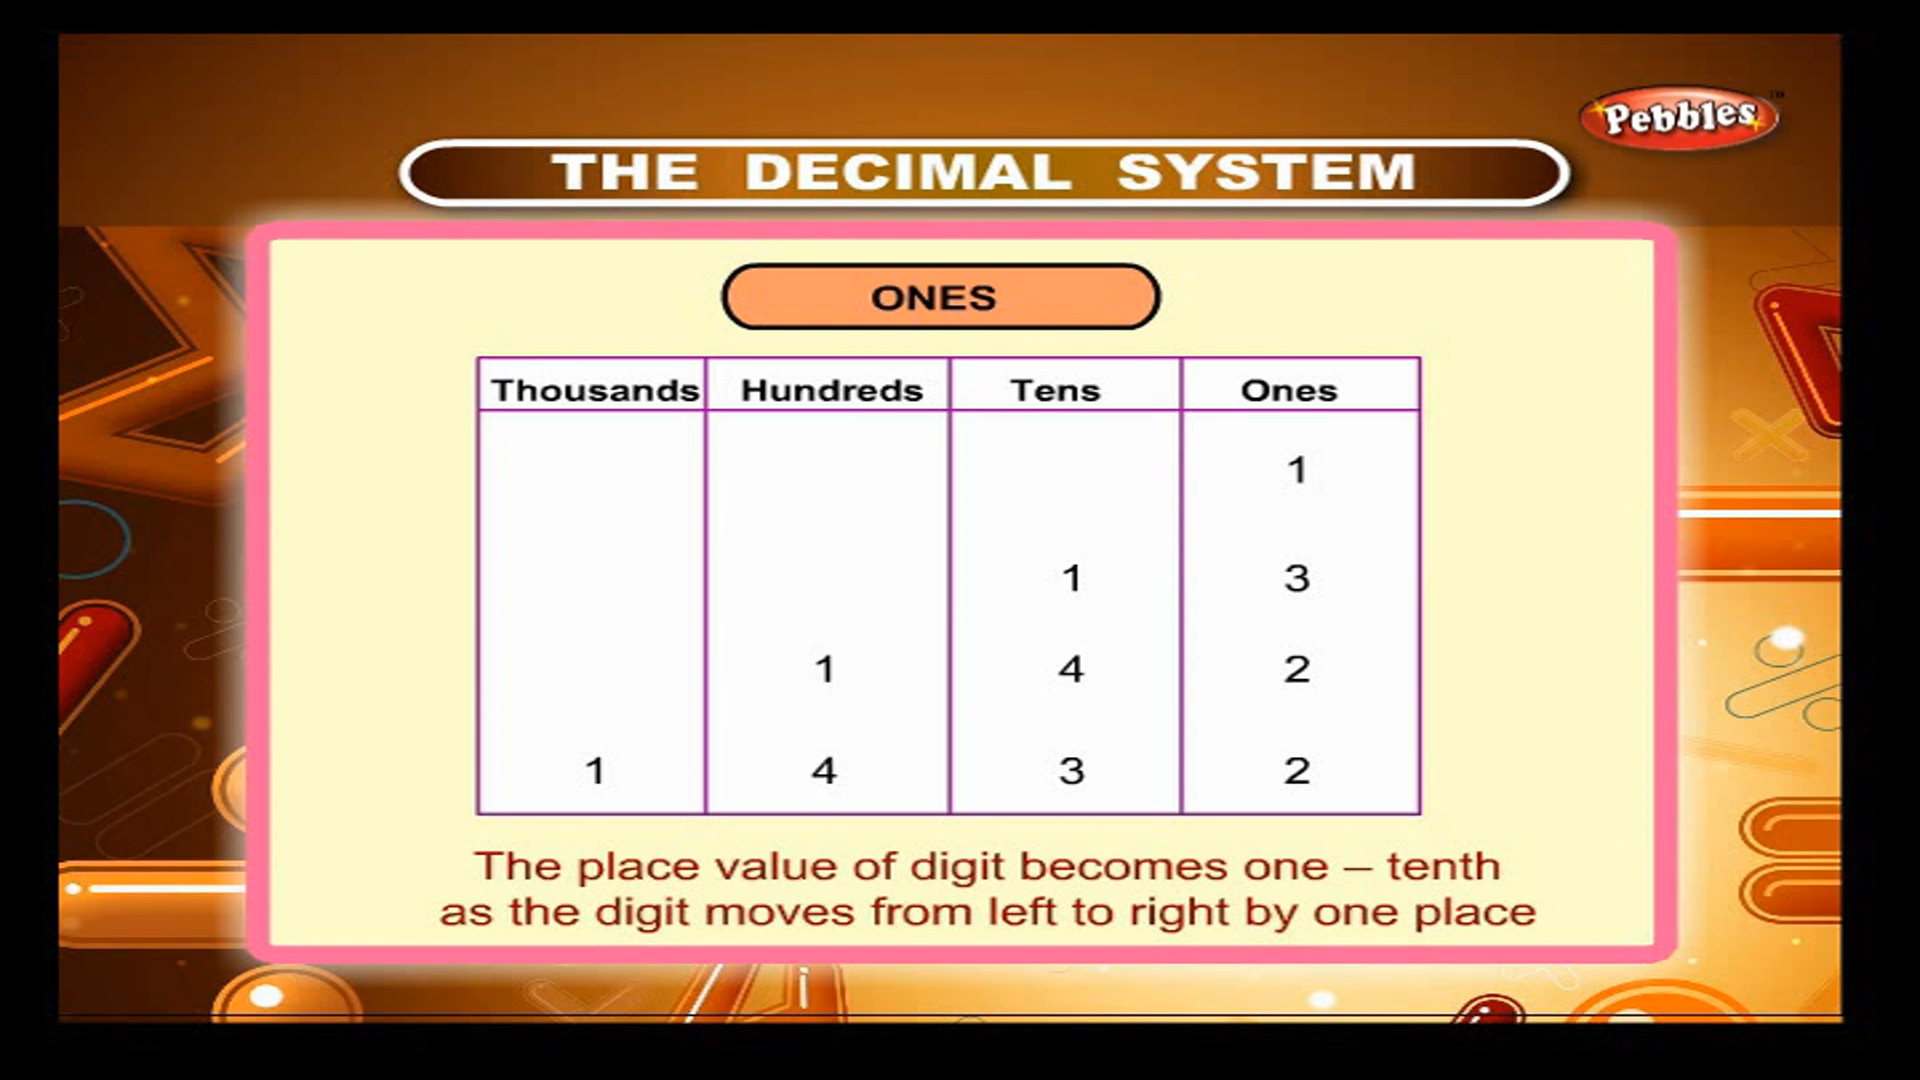 Pebbles™
THE DECIMAL SYSTEM
ONES
Thousands Hundreds Tens Ones
1
1 3
1 4 2
1 4 3 2
The place value of digit becomes one – tenth
as the digit moves from left to right by one place